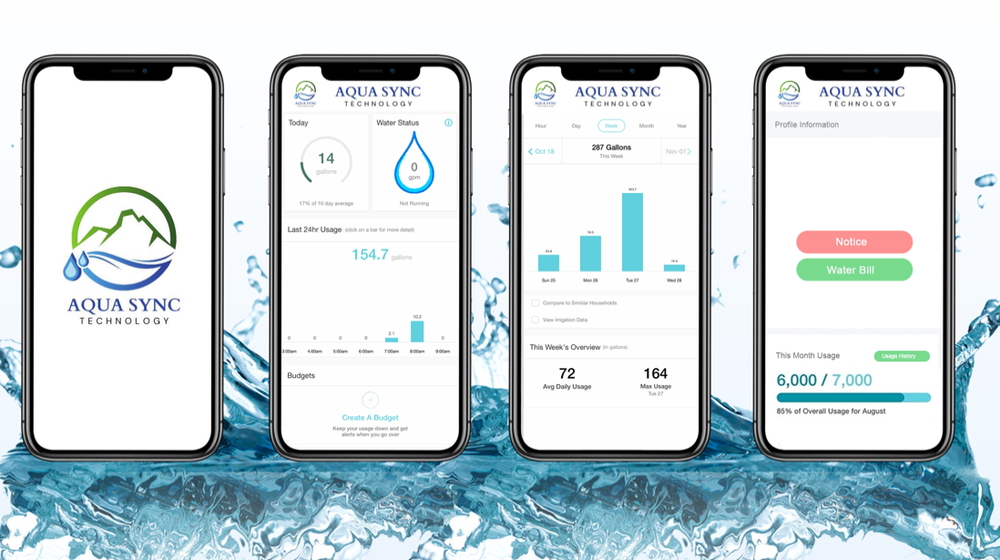 AQUA SYNC
TECHNOLOGY
AQUA SYNC
TECHNOLOGY
Today
14
gallons
17% of 10 day average
Water Status
0
gpm
Not Running
Last 24hr Usage (click on a bar for more detail)
154.7 gallons
0 0 0 0 2.1 10.2 0
3:00am 4:00am 5:00am 6:00am 7:00am 8:00am 9:00am
Budgets
Create A Budget
Keep your usage down and get
alerts when you go over
AQUA SYNC
TECHNOLOGY
Hour Day Week Month Year
Oct 18
287 Gallons
This Week
Nov 01
163.7
Sun 25 Mon 26 Tue 27 Wed 28
Compare to Similiar Households
View Irrigation Data
This Week's Overview (in gallons)
72
Avg Daily Usage
164
Max Usage
Tue 27
AQUA SYNC
TECHNOLOGY
Profile Information
Notice
Water Bill
This Month Usage
Usage History
6,000 / 7,000
85% of Overall Usage for August